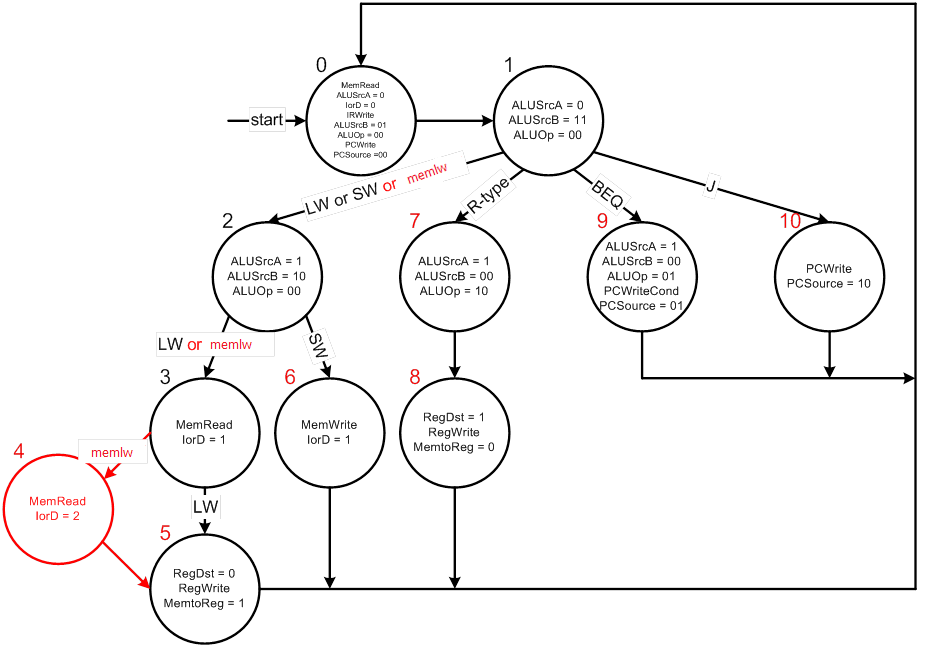 0
MemRead
ALUSrcA = 0
IorD = 0
IRWrite
ALUSrcB = 01
ALUOp = 00
PCWrite
PCSource =00
start
1
ALUSrcA = 0
ALUSrcB = 11
ALUOp = 00
LW or SW or memlw
R-type
BEQ
J
2
ALUSrcA = 1
ALUSrcB = 10
ALUOp = 00
7
ALUSrcA = 1
ALUSrcB = 00
ALUOp = 10
9
ALUSrcA = 1
ALUSrcB = 00
ALUOp = 01
PCWriteCond
PCSource = 01
10
PCWrite
PCSource = 10
LW or memlw
SW
3
MemRead
IorD = 1
6
MemWrite
IorD = 1
8
RegDst = 1
RegWrite
MemtoReg = 0
memlw
4
MemRead
IorD = 2
LW
5
RegDst = 0
RegWrite
MemtoReg = 1